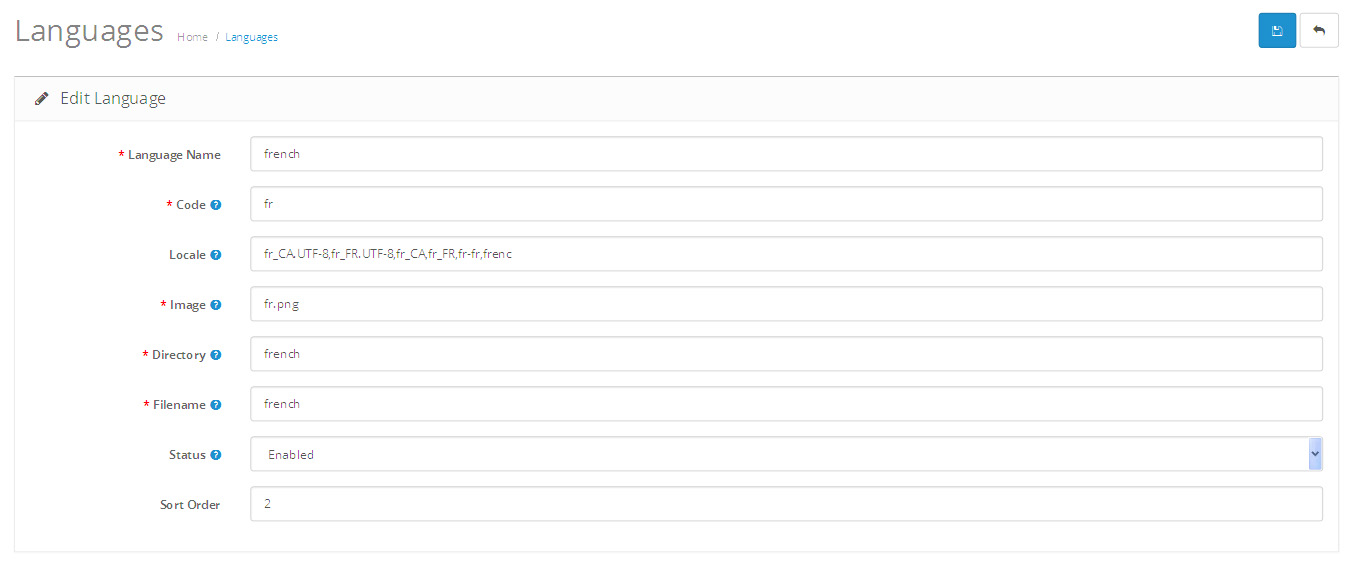 Languages Home / Languages
Edit Language
* Language Name french
* Code ? fr
Locale ? fr_CA.UTF-8,fr_FR.UTF-8,fr_CA,fr_FR,fr-fr,frenc
* Image ? fr.png
* Directory ? french
* Filename ? french
Status ? Enabled
Sort Order 2